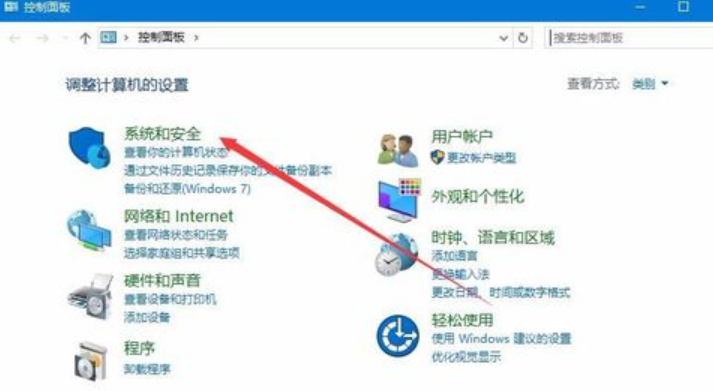 控制面板
控制面板
搜索控制面板
调整计算机的设置
查看方式: 类别
系统和安全
查看你的计算机状态
通过文件历史记录保存你的文件备份副本
备份和还原(Windows 7)
网络和 Internet
查看网络状态和任务
选择家庭组和共享选项
硬件和声音
查看设备和打印机
添加设备
程序
卸载程序
用户帐户
更改帐户类型
外观和个性化
时钟、语言和区域
添加语言
更换输入法
更改日期、时间或数字格式
轻松使用
使用 Windows 建议的设置
优化视觉显示